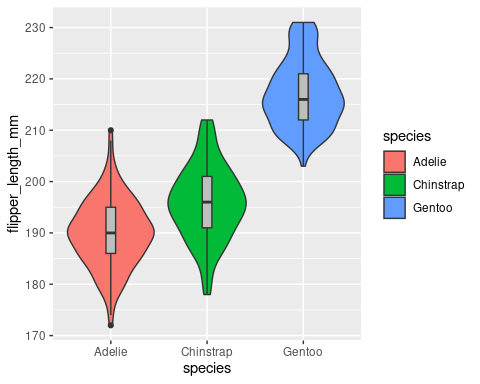 230
220
210
200
190
180
170
flipper_length_mm
Adelie
Chinstrap
Gentoo
species
species
Adelie
Chinstrap
Gentoo